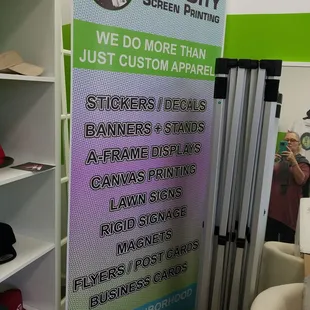 SCREEN PRINTING
WE DO MORE THAN
JUST CUSTOM APPAREL
STICKERS / DECALS
BANNERS + STANDS
A-FRAME DISPLAYS
CANVAS PRINTING
LAWN SIGNS
RIGID SIGNAGE
MAGNETS
FLYERS / POST CARDS
BUSINESS CARDS